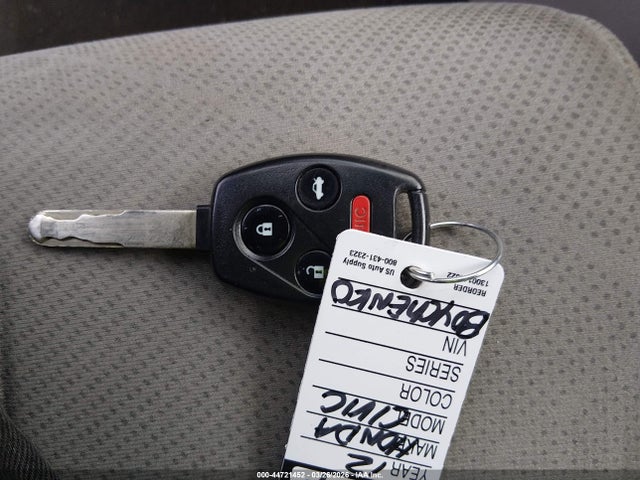 REORDER
US Auto Supply
800-431-2323
BOYCHENKO
VIN
SERIES
COLOR
MODEL CIVIC
MAKE HONDA
YEAR 12
000-44721452 - 03/26/2026 - IAA Inc.